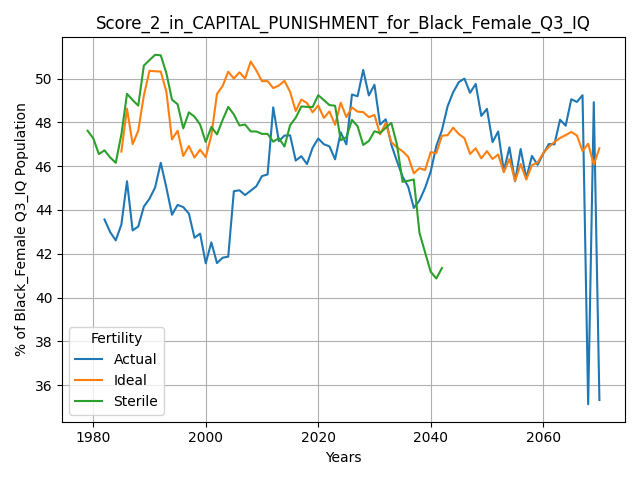 Score_2_in_CAPITAL_PUNISHMENT_for_Black_Female_Q3_IQ
% of Black_Female Q3_IQ Population
50
48
46
44
42
40
38
36
Fertility
Actual
Ideal
Sterile
1980
2000
2020
2040
2060
Years